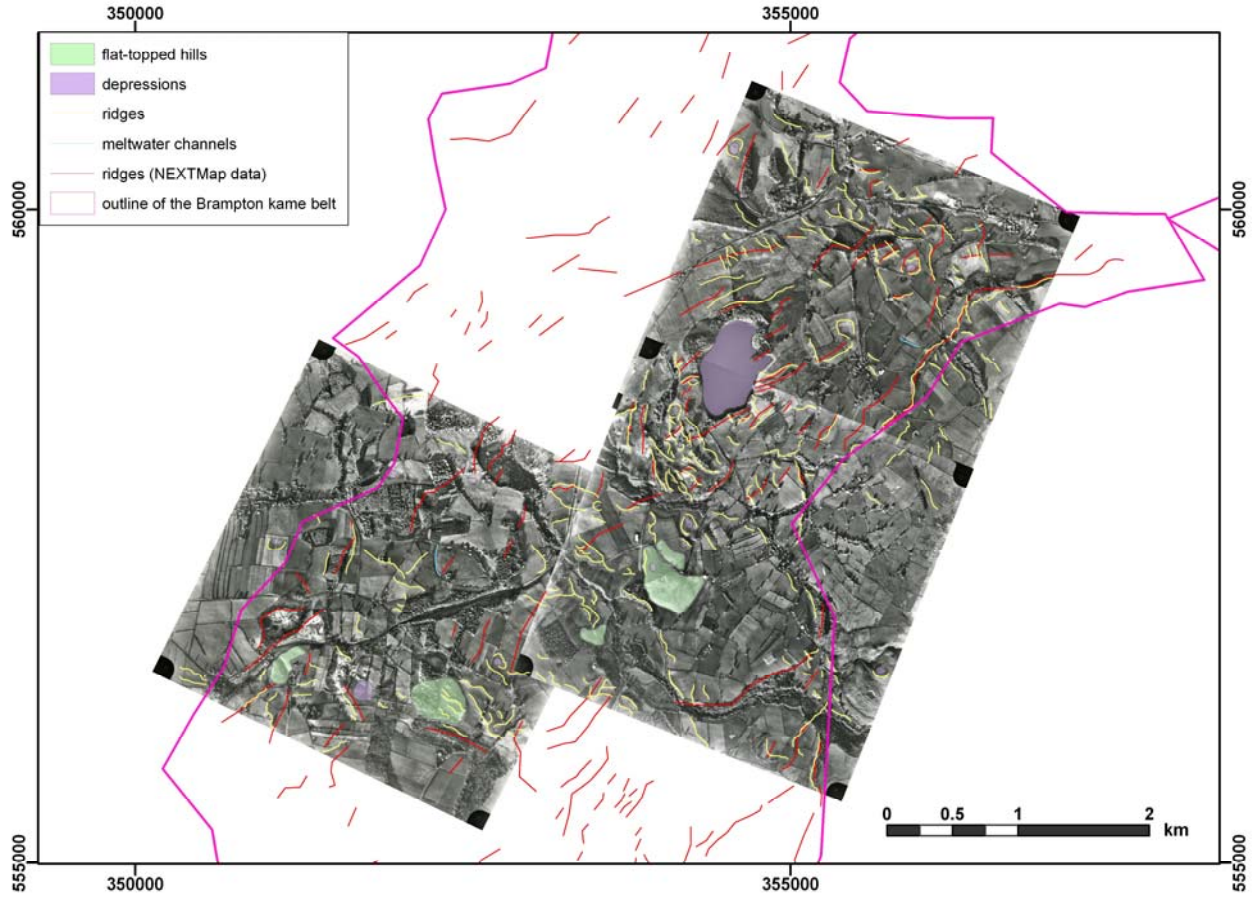 350000
355000
flat-topped hills
depressions
ridges
meltwater channels
ridges (NEXTMap data)
outline of the Brampton kame belt
560000
560000
0 0.5 1 2
km
555000
555000
350000
355000